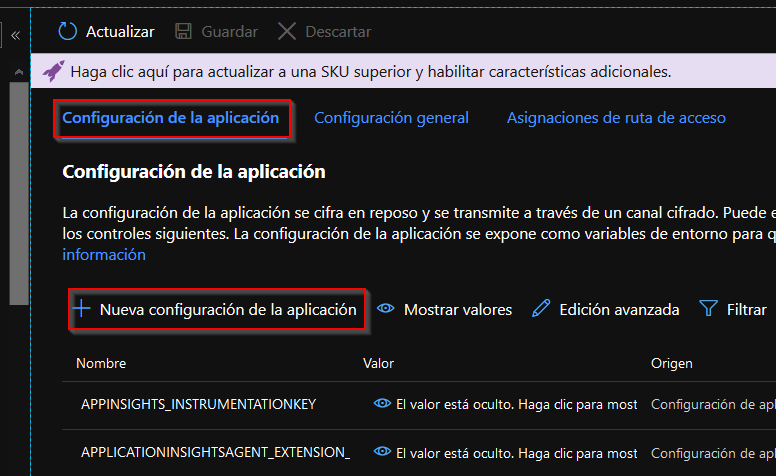 Actualizar Guardar Descartar
Haga clic aquí para actualizar a una SKU superior y habilitar características adicionales.
Configuración de la aplicación Configuración general Asignaciones de ruta de acceso
Configuración de la aplicación
La configuración de la aplicación se cifra en reposo y se transmite a través de un canal cifrado. Puede e
los controles siguientes. La configuración de la aplicación se expone como variables de entorno para q
información
Nueva configuración de la aplicación Mostrar valores Edición avanzada Filtrar
Nombre Valor Origen
APPINSIGHTS_INSTRUMENTATIONKEY El valor está oculto. Haga clic para most Configuración de apl
APPLICATIONINSIGHTSAGENT_EXTENSION_ El valor está oculto. Haga clic para most Configuración de apl